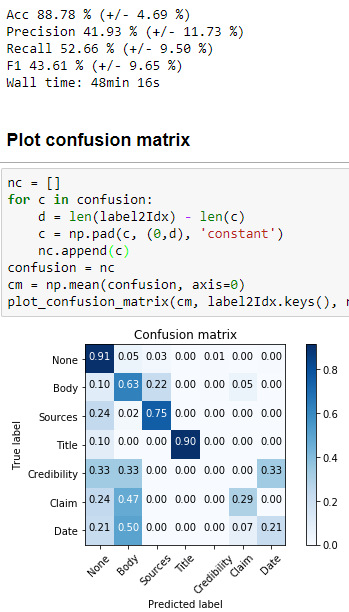 Acc 88.78 % (+/- 4.69 %)
Precision 41.93 % (+/- 11.73 %)
Recall 52.66 % (+/- 9.50 %)
F1 43.61 % (+/- 9.65 %)
Wall time: 48min 16s
Plot confusion matrix
nc = []
for c in confusion:
    d = len(label2Idx) - len(c)
    c = np.pad(c, (0,d), 'constant')
    nc.append(c)
confusion = nc
cm = np.mean(confusion, axis=0)
plot_confusion_matrix(cm, label2Idx.keys(),
Confusion matrix
None 0.91 0.05 0.03 0.00 0.01 0.00 0.00
Body 0.10 0.63 0.22 0.00 0.00 0.05 0.00
Sources 0.24 0.02 0.75 0.00 0.00 0.00 0.00
Title 0.10 0.00 0.00 0.90 0.00 0.00 0.00
Credibility 0.33 0.33 0.00 0.00 0.00 0.00 0.33
Claim 0.24 0.47 0.00 0.00 0.00 0.29 0.00
Date 0.21 0.50 0.00 0.00 0.00 0.07 0.21
True label
None Body Sources Title Credibility Claim Date
Predicted label
0.8
0.6
0.4
0.2
0.0